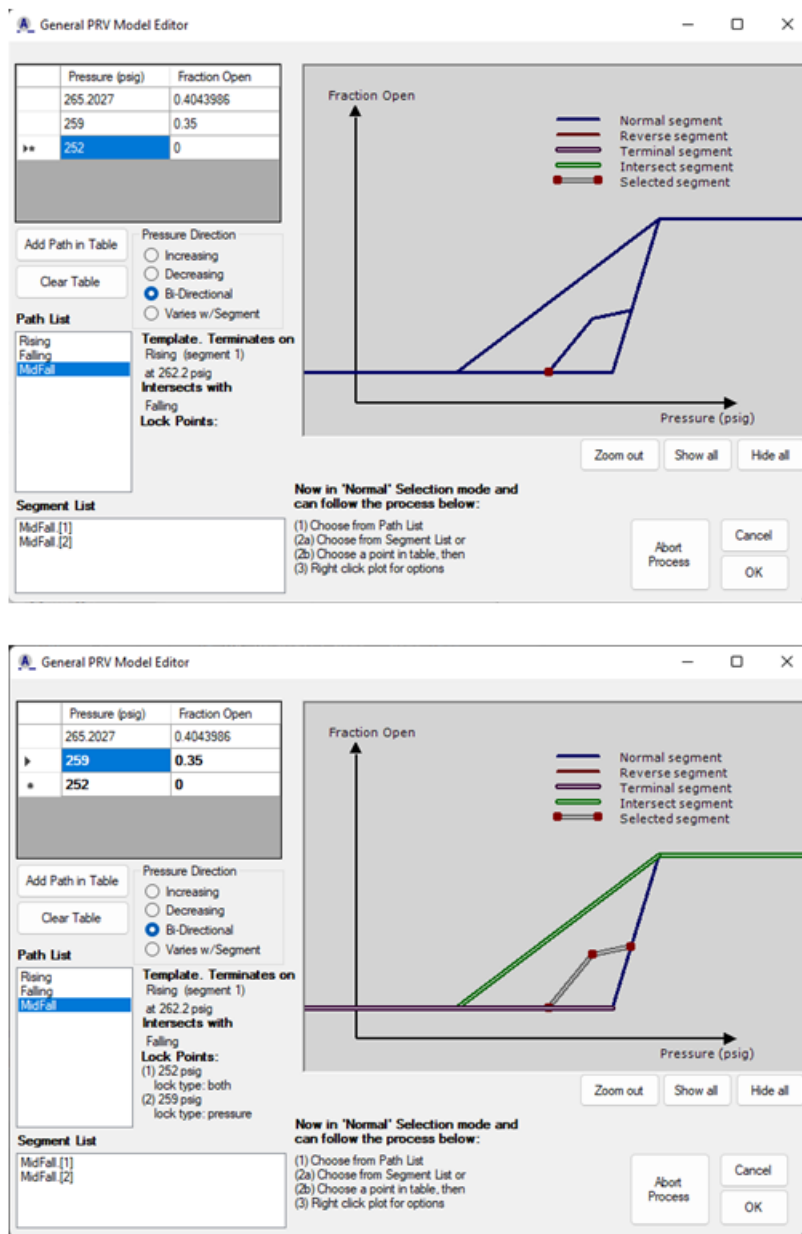 General PRV Model Editor
Pressure (psig) Fraction Open
265.2027 0.4043986
259 0.35
252 0
Add Path in Table
Clear Table
Pressure Direction
Increasing
Decreasing
Bi-Directional
Varies w/Segment
Path List
Rising
Falling
MidFall
Template. Terminates on
Rising (segment 1)
at 262.2 psig
Intersects with
Falling
Lock Points:
Segment List
MidFall.[1]
MidFall.[2]
Fraction Open
Normal segment
Reverse segment
Terminal segment
Intersect segment
Selected segment
Pressure (psig)
Zoom out Show all Hide all
Now in 'Normal' Selection mode and
can follow the process below:
(1) Choose from Path List
(2a) Choose from Segment List or
(2b) Choose a point in table, then
(3) Right click plot for options
Abort
Process
Cancel
OK
General PRV Model Editor
Pressure (psig) Fraction Open
265.2027 0.4043986
259 0.35
252 0
Add Path in Table
Clear Table
Pressure Direction
Increasing
Decreasing
Bi-Directional
Varies w/Segment
Path List
Rising
Falling
MidFall
Template. Terminates on
Rising (segment 1)
at 262.2 psig
Intersects with
Falling
Lock Points:
(1) 252 psig
lock type: both
(2) 259 psig
lock type: pressure
Segment List
MidFall.[1]
MidFall.[2]
Fraction Open
Normal segment
Reverse segment
Terminal segment
Intersect segment
Selected segment
Pressure (psig)
Zoom out Show all Hide all
Now in 'Normal' Selection mode and
can follow the process below:
(1) Choose from Path List
(2a) Choose from Segment List or
(2b) Choose a point in table, then
(3) Right click plot for options
Abort
Process
Cancel
OK